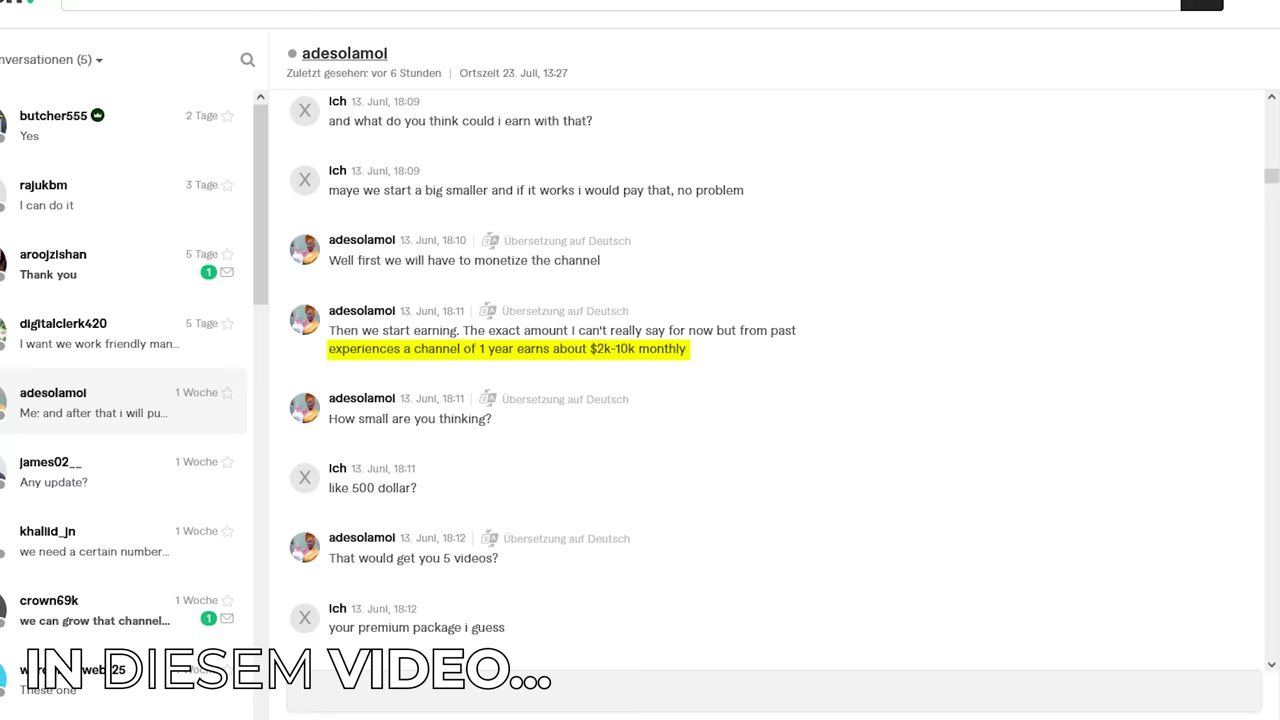 nversationen (5)
butcher555
2 Tage
Yes
rajukbm
3 Tage
I can do it
aroojzishan
5 Tage
Thank you
1
digitalclerk420
5 Tage
I want we work friendly man...
adesolamol
1 Woche
Me: and after that i will pu...
james02__
1 Woche
Any update?
khaliid_jn
1 Woche
we need a certain number...
crown69k
1 Woche
we can grow that channel...
1
These one
adesolamol
Zuletzt gesehen: vor 6 Stunden | Ortszeit 23. Juli, 13:27
X
Ich 13. Juni, 18:09
and what do you think could i earn with that?
X
Ich 13. Juni, 18:09
maye we start a big smaller and if it works i would pay that, no problem
adesolamol 13. Juni, 18:10 | Übersetzung auf Deutsch
Well first we will have to monetize the channel
adesolamol 13. Juni, 18:11 | Übersetzung auf Deutsch
Then we start earning. The exact amount I can't really say for now but from past
experiences a channel of 1 year earns about $2k-10k monthly
adesolamol 13. Juni, 18:11 | Übersetzung auf Deutsch
How small are you thinking?
X
Ich 13. Juni, 18:11
like 500 dollar?
adesolamol 13. Juni, 18:12 | Übersetzung auf Deutsch
That would get you 5 videos?
X
Ich 13. Juni, 18:12
your premium package i guess
IN DIESEM VIDEO...